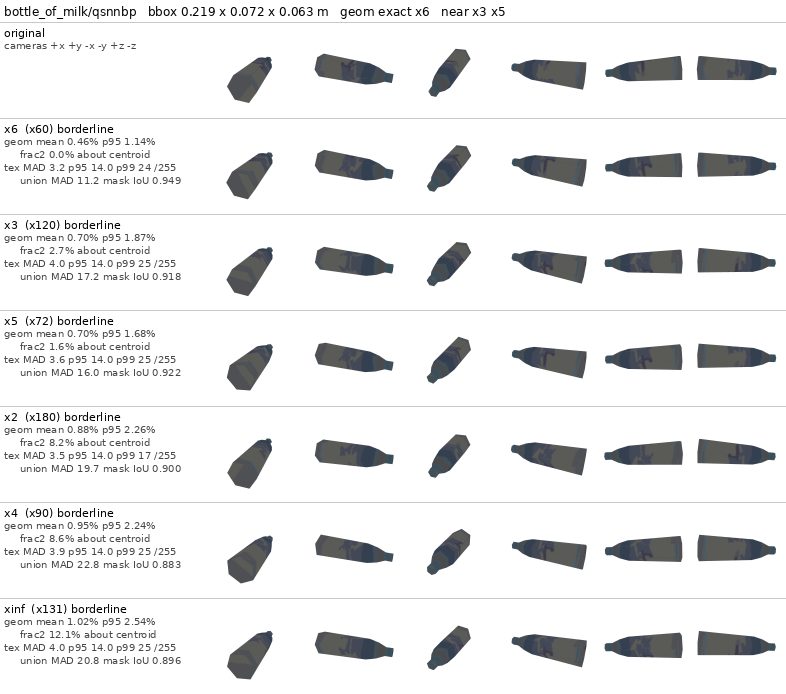 bottle_of_milk/qsnnbp   bbox 0.219 x 0.072 x 0.063 m   geom exact x6   near x3 x5
original
cameras +x +y -x -y +z -z
x6  (x60) borderline
geom mean 0.46% p95 1.14%
frac2 0.0% about centroid
tex MAD 3.2 p95 14.0 p99 24 /255
union MAD 11.2 mask IoU 0.949
x3  (x120) borderline
geom mean 0.70% p95 1.87%
frac2 2.7% about centroid
tex MAD 4.0 p95 14.0 p99 25 /255
union MAD 17.2 mask IoU 0.918
x5  (x72) borderline
geom mean 0.70% p95 1.68%
frac2 1.6% about centroid
tex MAD 3.6 p95 14.0 p99 25 /255
union MAD 16.0 mask IoU 0.922
x2  (x180) borderline
geom mean 0.88% p95 2.26%
frac2 8.2% about centroid
tex MAD 3.5 p95 14.0 p99 17 /255
union MAD 19.7 mask IoU 0.900
x4  (x90) borderline
geom mean 0.95% p95 2.24%
frac2 8.6% about centroid
tex MAD 3.9 p95 14.0 p99 25 /255
union MAD 22.8 mask IoU 0.883
xinf  (x131) borderline
geom mean 1.02% p95 2.54%
frac2 12.1% about centroid
tex MAD 4.0 p95 14.0 p99 25 /255
union MAD 20.8 mask IoU 0.896